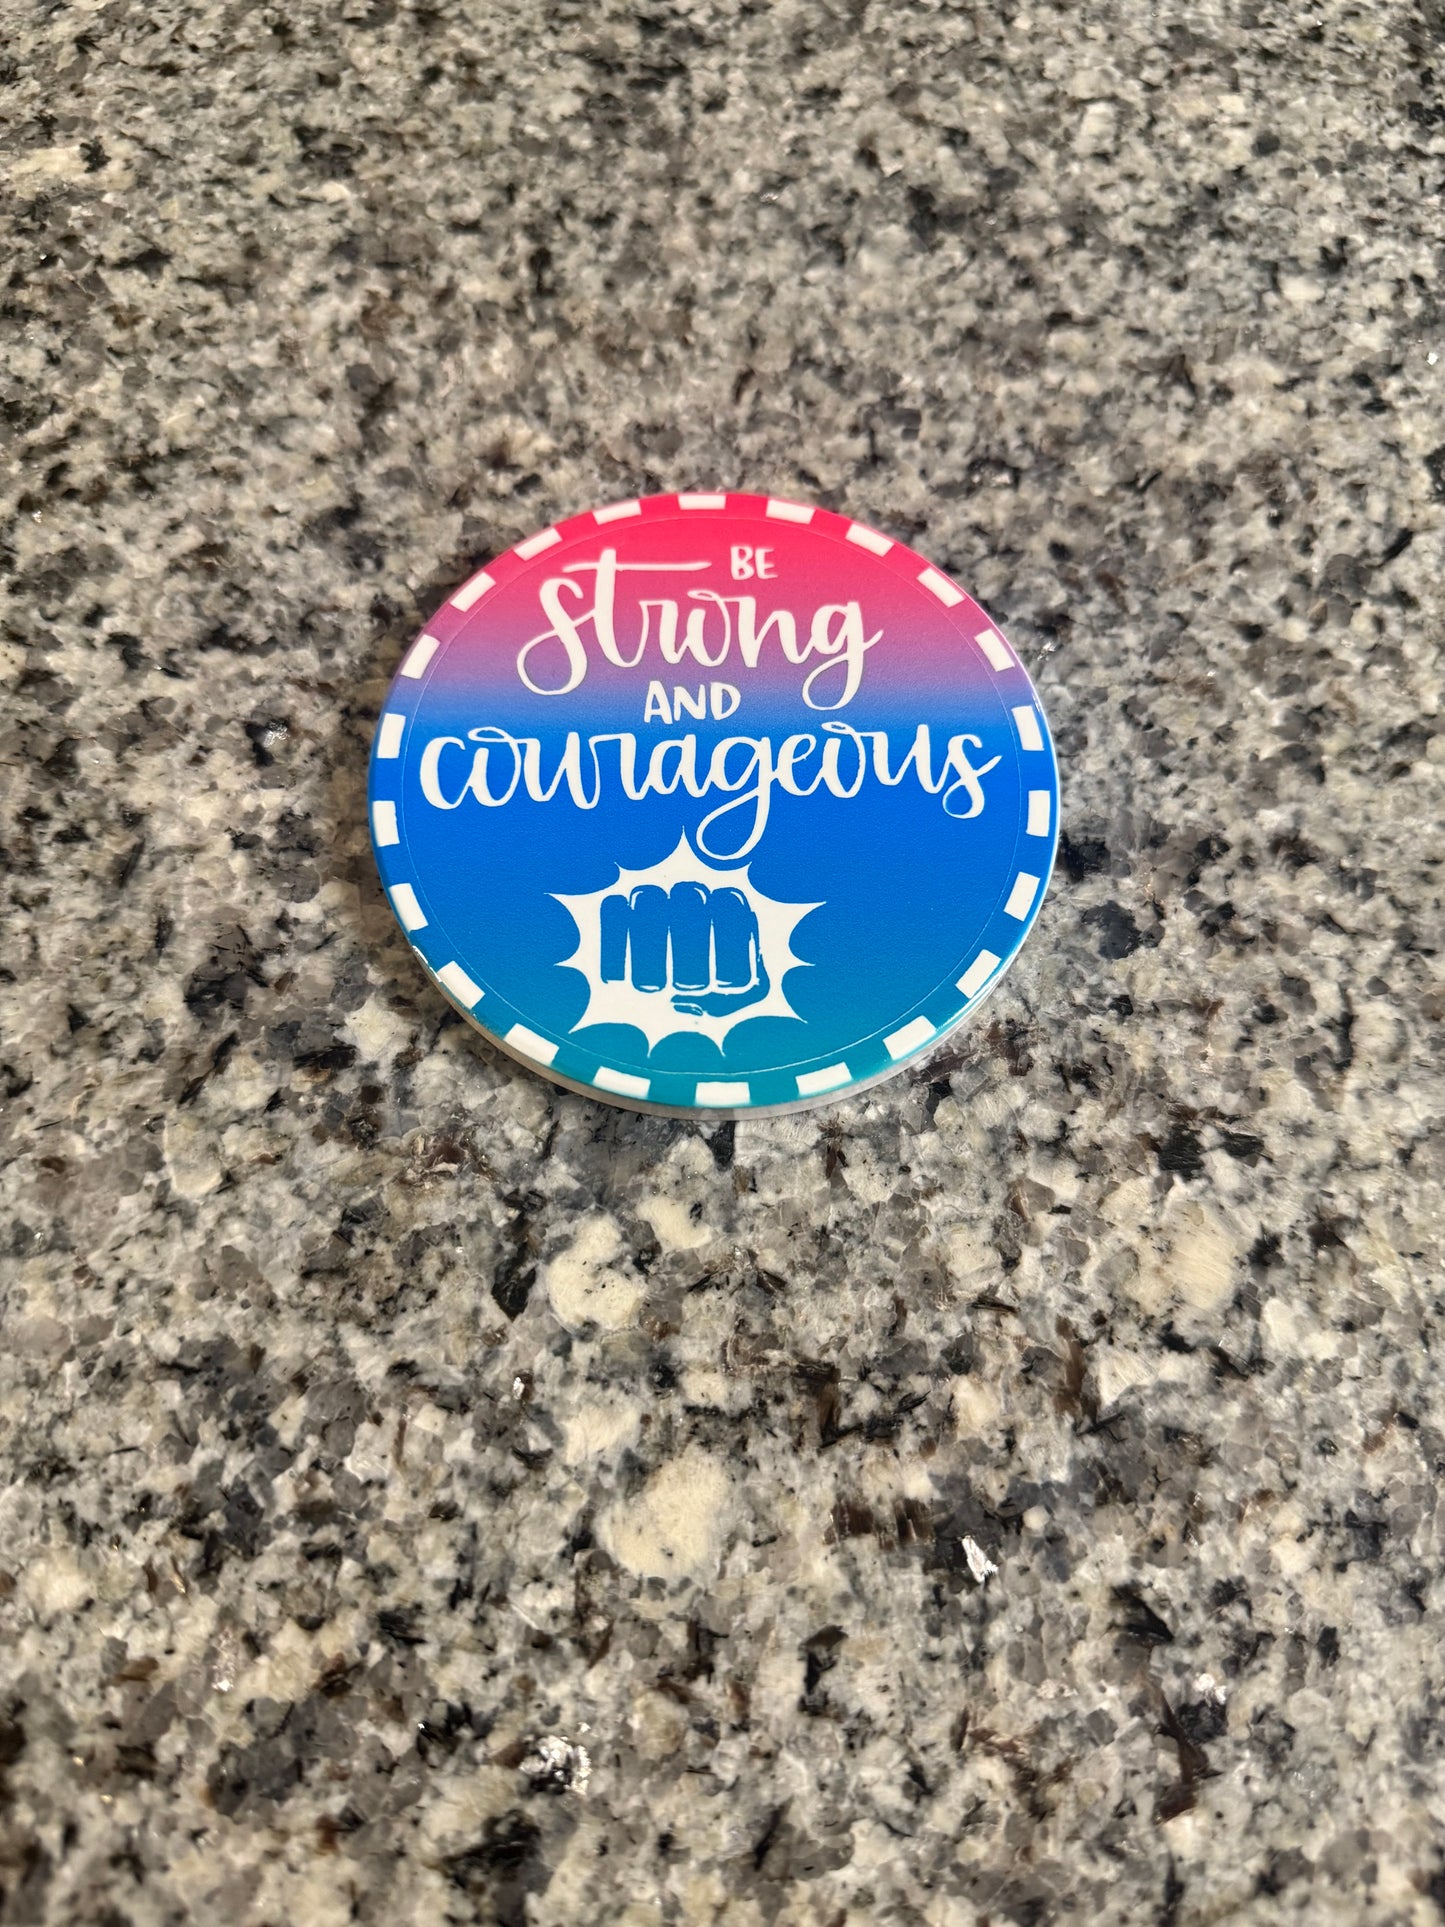 BE
strong
AND
courageous